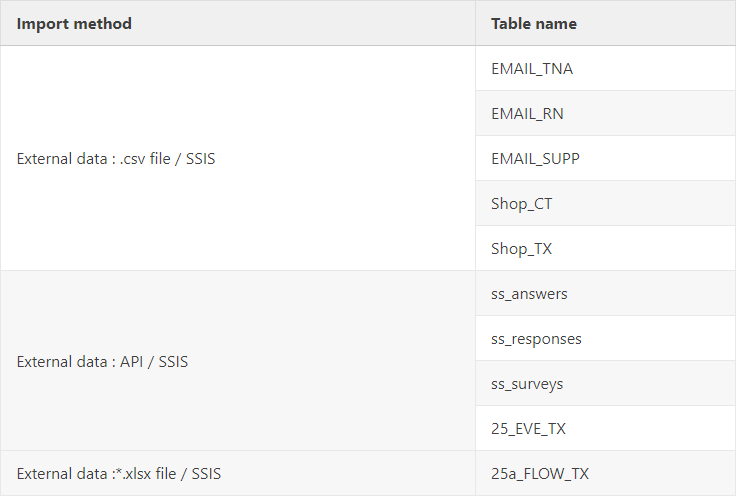 Import method Table name
EMAIL_TNA
EMAIL_RN
External data : .csv file / SSIS EMAIL_SUPP
Shop_CT
Shop_TX
ss_answers
ss_responses
External data : API / SSIS
ss_surveys
25_EVE_TX
External data :*.xlsx file / SSIS 25a_FLOW_TX